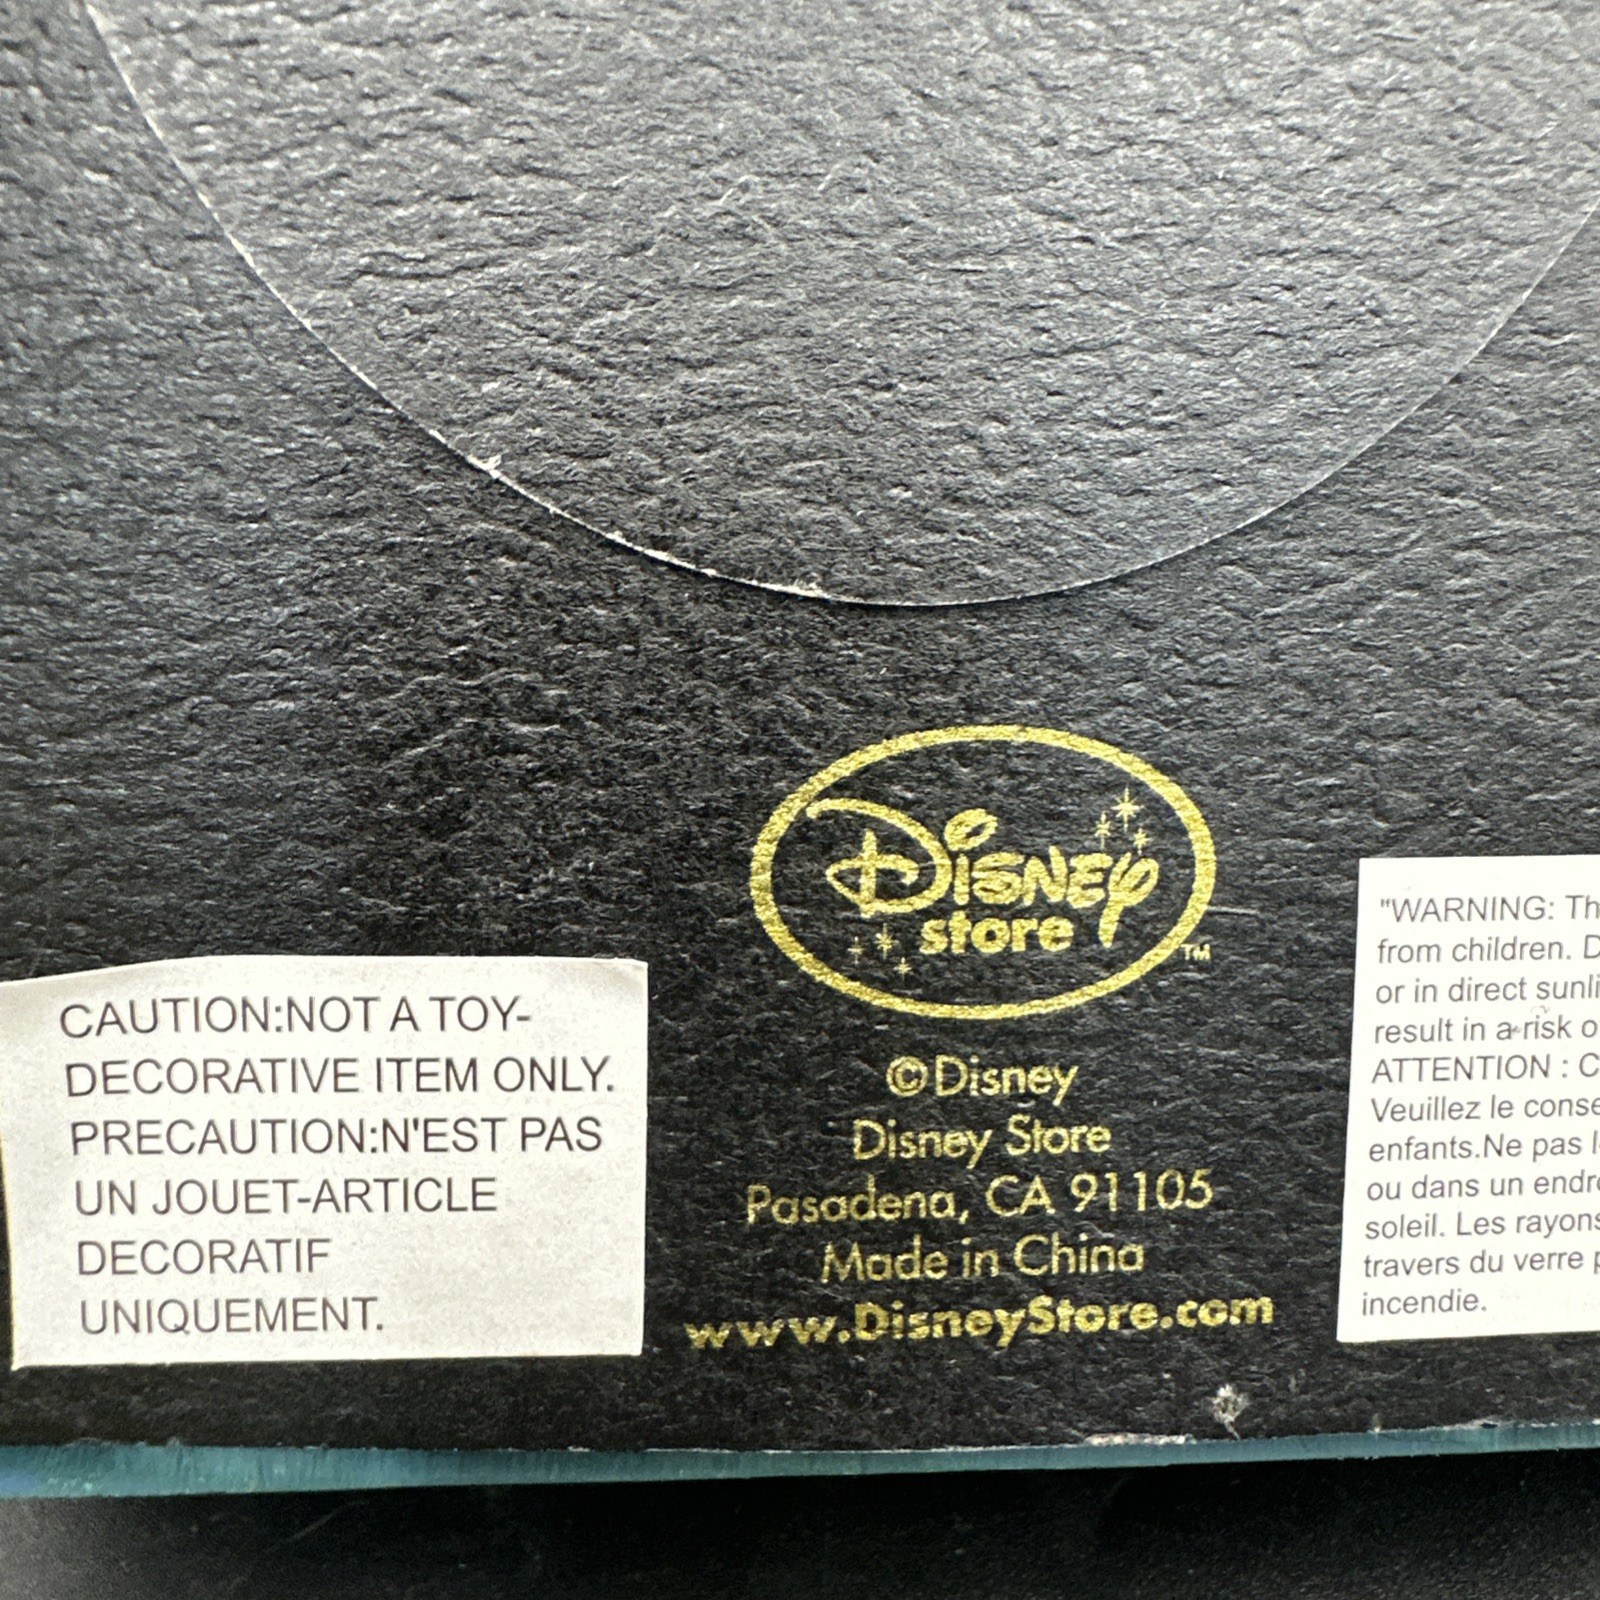 Disney
store
TM
©Disney
Disney Store
Pasadena, CA 91105
Made in China
www.DisneyStore.com
CAUTION:NOT A TOY-
DECORATIVE ITEM ONLY.
PRECAUTION:N'EST PAS
UN JOUET-ARTICLE
DECORATIF
UNIQUEMENT.
"WARNING:
from children.
or in direct
result in a risk
ATTENTION :
Veuillez le
enfants.Ne pas
ou dans un
soleil. Les
travers du verre
incendie.